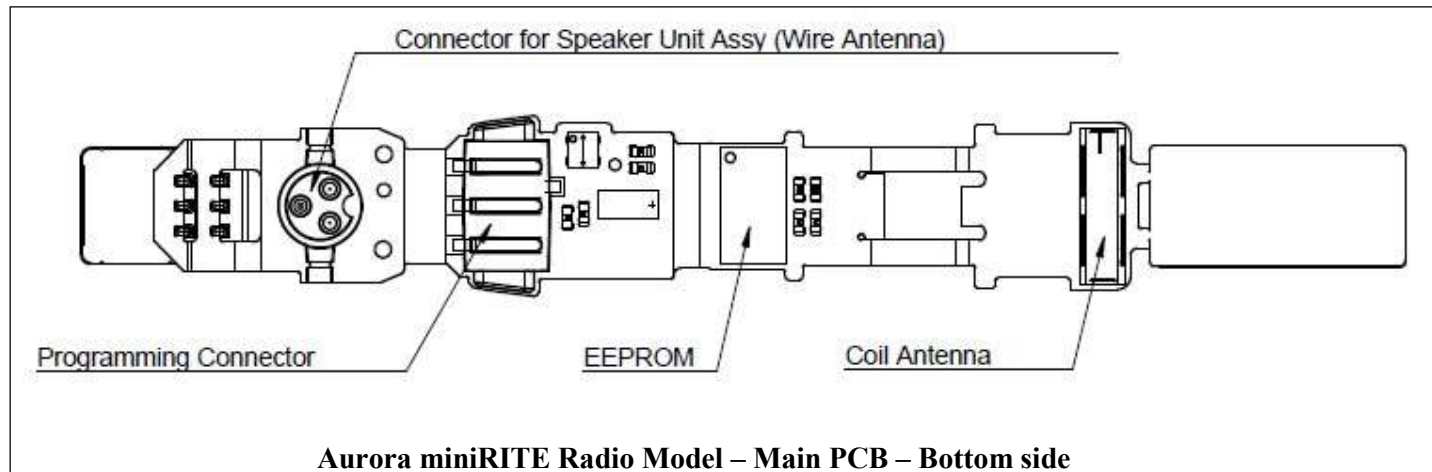 Connector for Speaker Unit Assy (Wire Antenna)
Programming Connector
EEPROM
Coil Antenna
Aurora miniRITE Radio Model – Main PCB – Bottom side